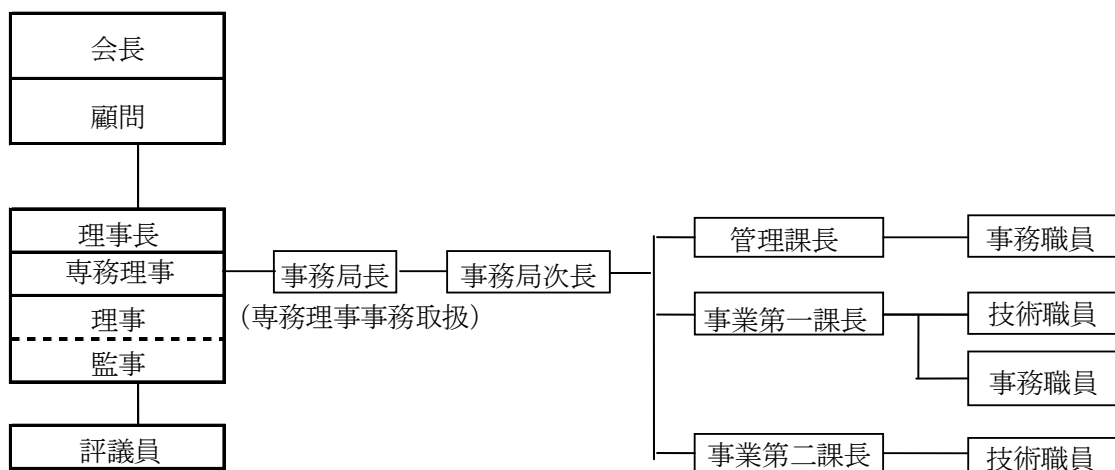 会長
顧問
理事長
専務理事
理事
監事
評議員
事務局長
(専務理事事務取扱)
事務局次長
管理課長
事務職員
事業第一課長
技術職員
事務職員
事業第二課長
技術職員